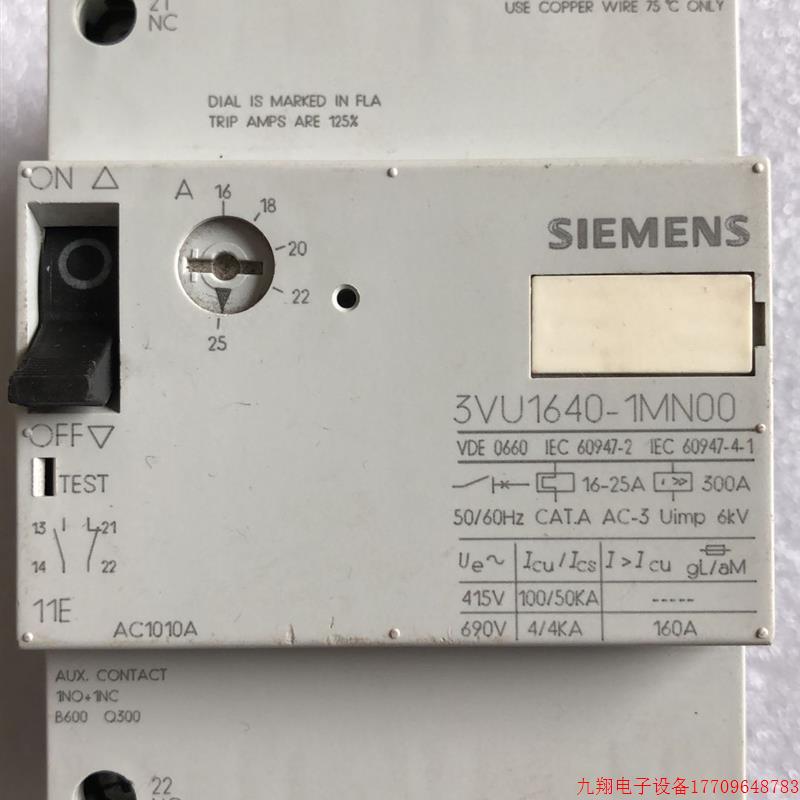 21
NC
USE COPPER WIRE 75°C ONLY
DIAL IS MARKED IN FLA
TRIP AMPS ARE 125%
ON △
A
16
18
20
22
25
SIEMENS
3VU1640-1MN00
VDE 0660 IEC 60947-2 IEC 60947-4-1
16-25A I>> 300A
50/60Hz CAT.A AC-3 Uimp 6kV
Ue~ Icu/Ics I>Icu gL/aM
415V 100/50KA -----
690V 4/4KA 160A
OFF ▽
TEST
13 21
14 22
11E
AC1010A
AUX. CONTACT
1NO+1NC
B600 Q300
22
九翔电子设备17709648783